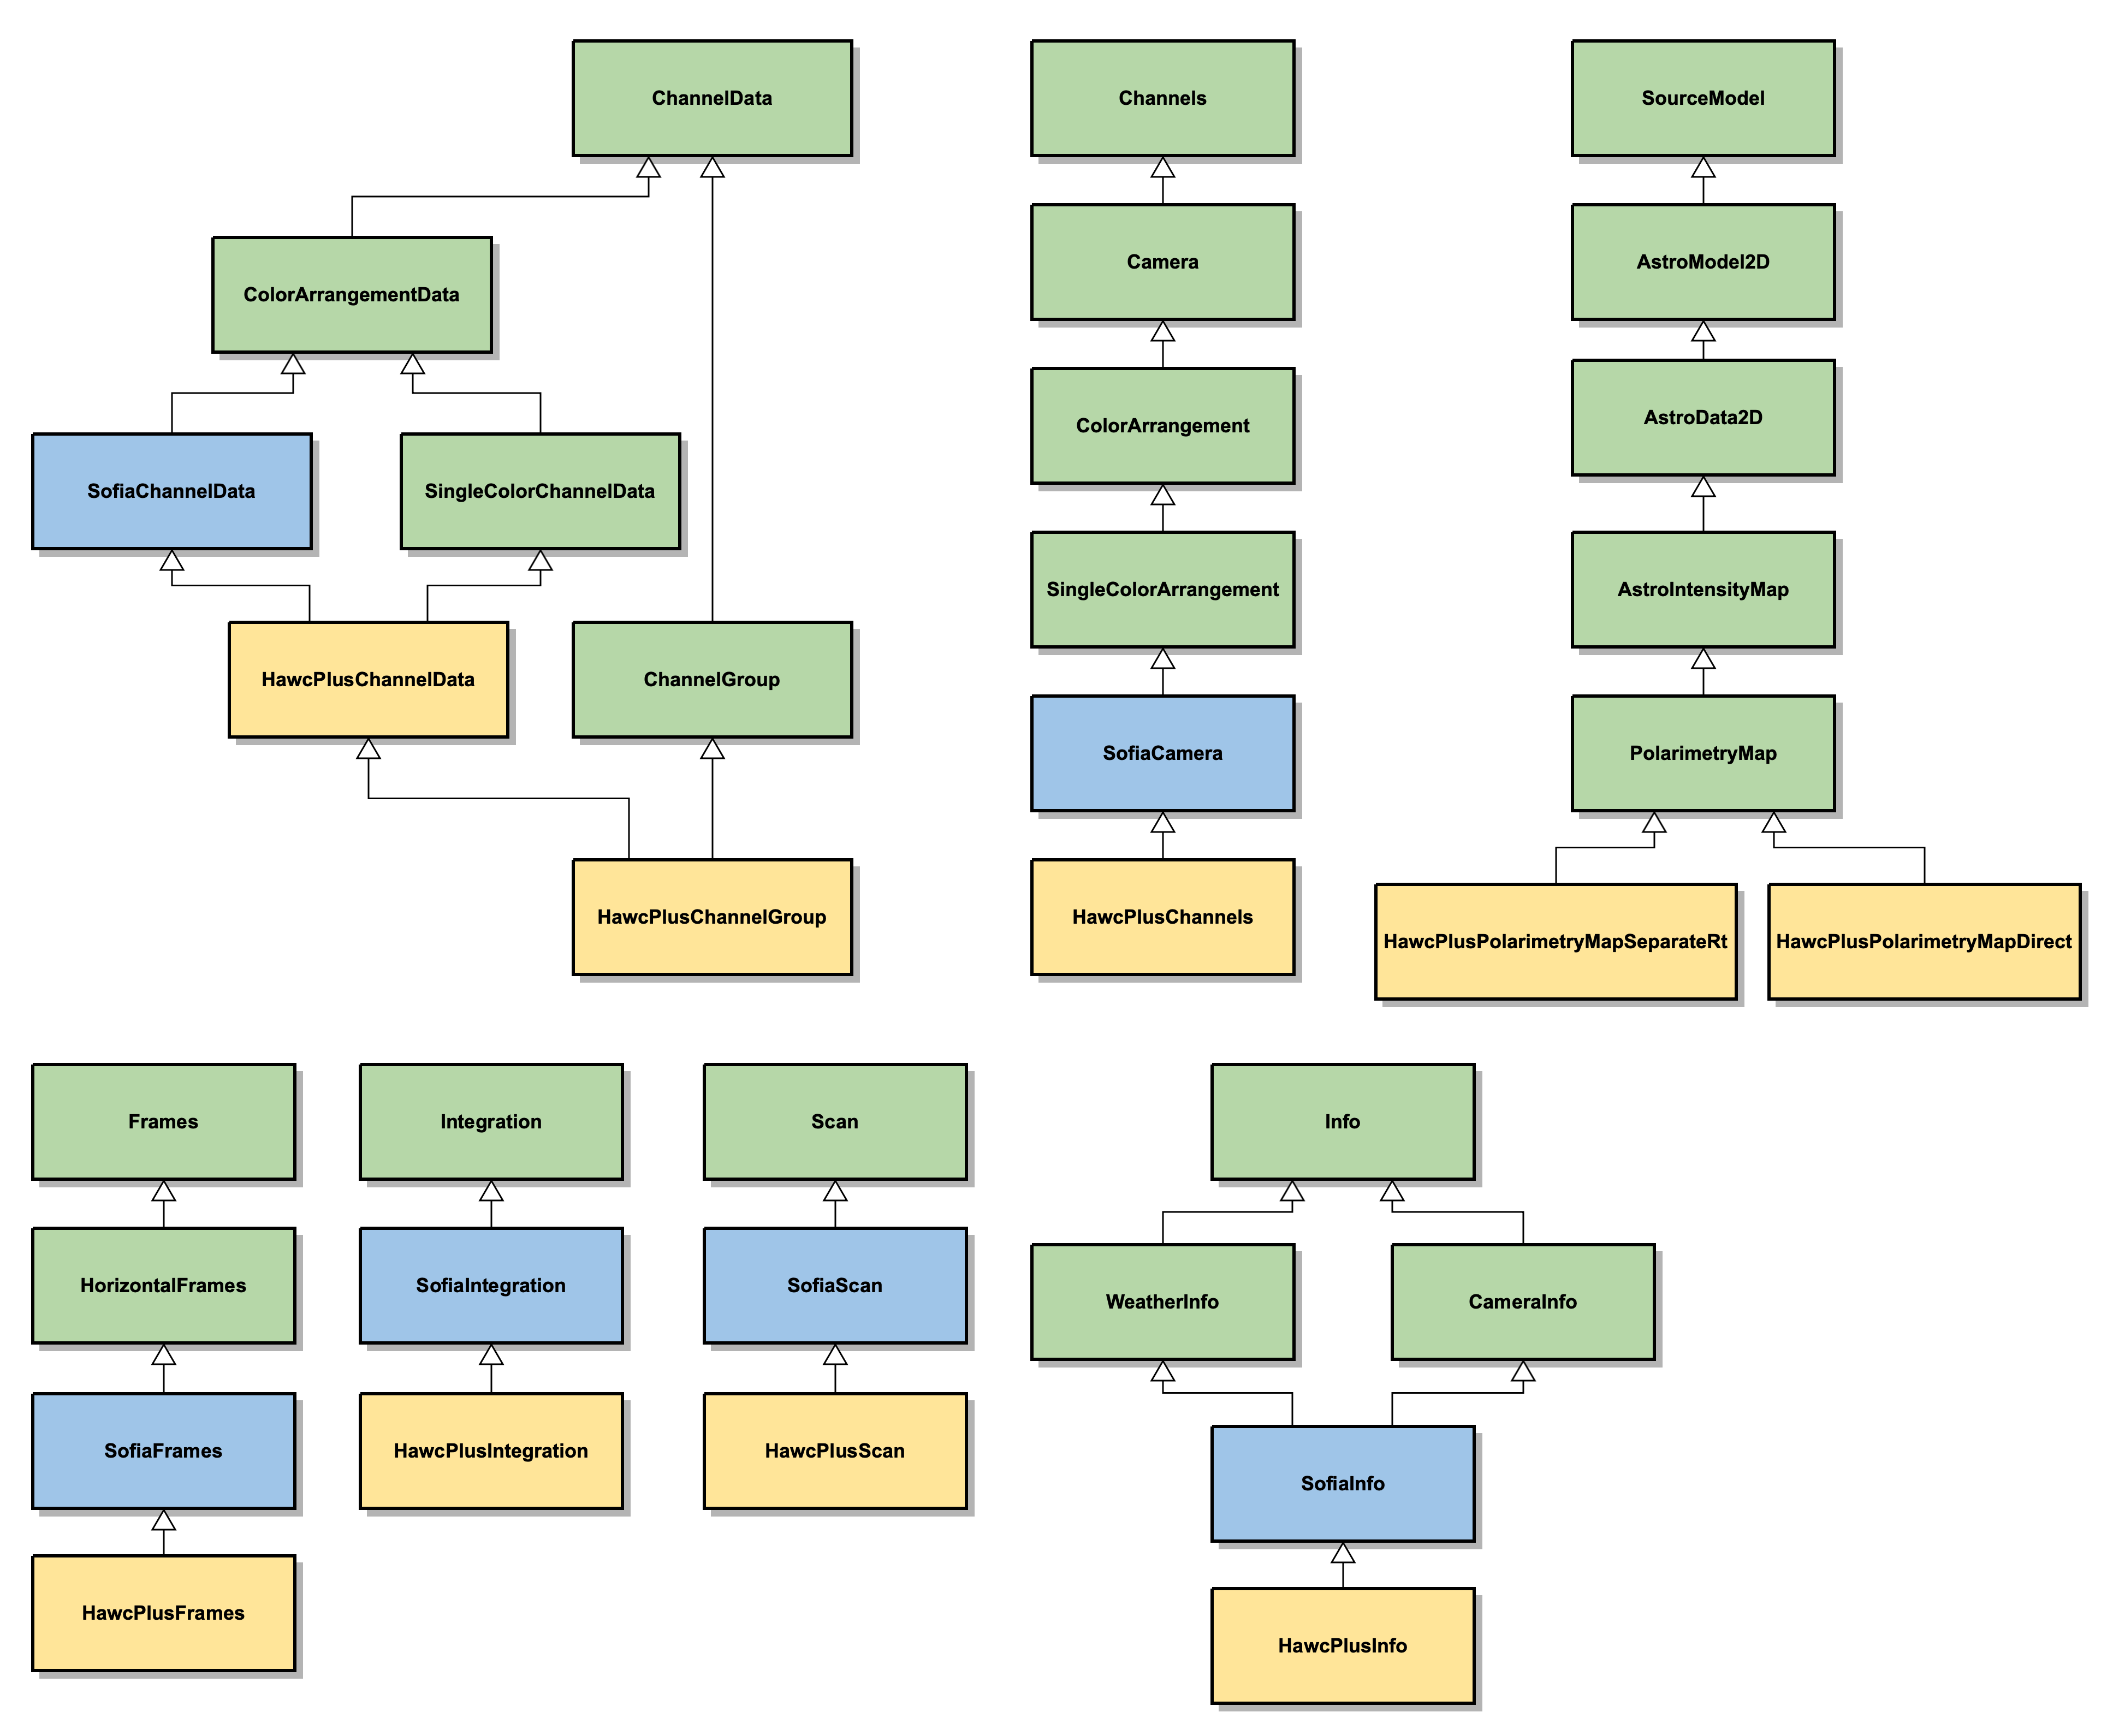 ChannelData
Channels
SourceModel
Camera
AstroModel2D
ColorArrangementData
ColorArrangement
AstroData2D
SofiaChannelData
SingleColorChannelData
SingleColorArrangement
AstroIntensityMap
HawcPlusChannelData
ChannelGroup
SofiaCamera
PolarimetryMap
HawcPlusChannelGroup
HawcPlusChannels
HawcPlusPolarimetryMapSeparateRt
HawcPlusPolarimetryMapDirect
Frames
Integration
Scan
Info
HorizontalFrames
SofiaIntegration
SofiaScan
WeatherInfo
CameraInfo
SofiaFrames
HawcPlusIntegration
HawcPlusScan
SofiaInfo
HawcPlusFrames
HawcPlusInfo